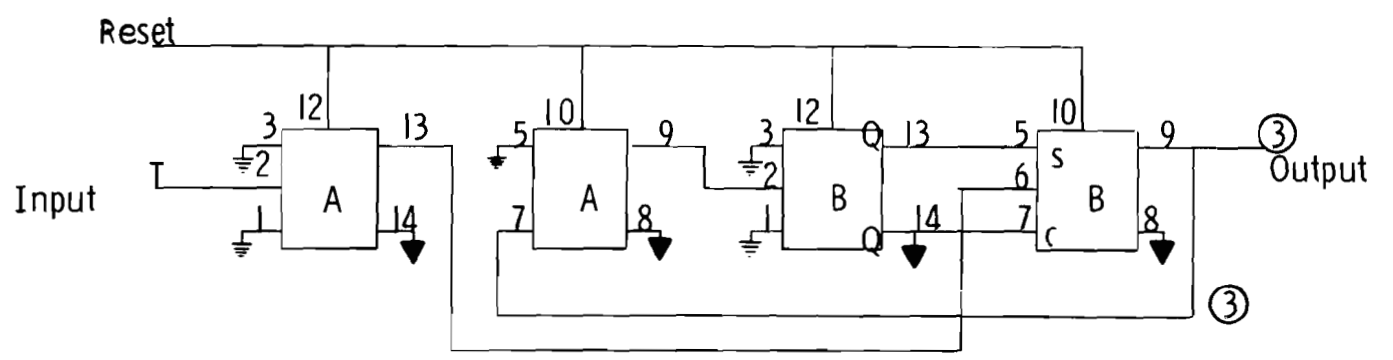 Reset
12 10 12 10
3 13 5 9 3 Q 13 5 S 9 ③
T 2 2 6 Output
Input A A B B
1 14 7 8 1 Q 14 7 C 8
③